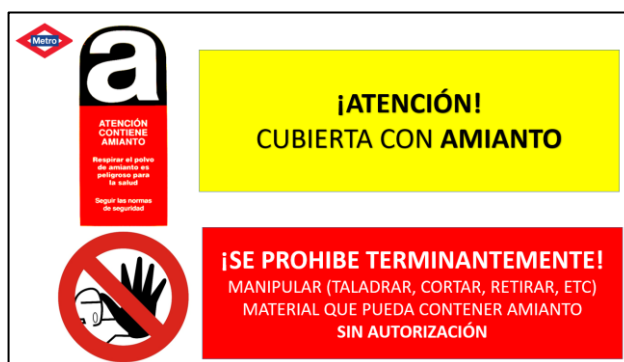 Metro
a
ATENCIÓN
CONTIENE
AMIANTO
Respirar el polvo
de amianto es
peligroso para
la salud
Seguir las normas
de seguridad
¡ATENCIÓN!
CUBIERTA CON AMIANTO
¡SE PROHIBE TERMINANTEMENTE!
MANIPULAR (TALADRAR, CORTAR, RETIRAR, ETC)
MATERIAL QUE PUEDA CONTENER AMIANTO
SIN AUTORIZACIÓN